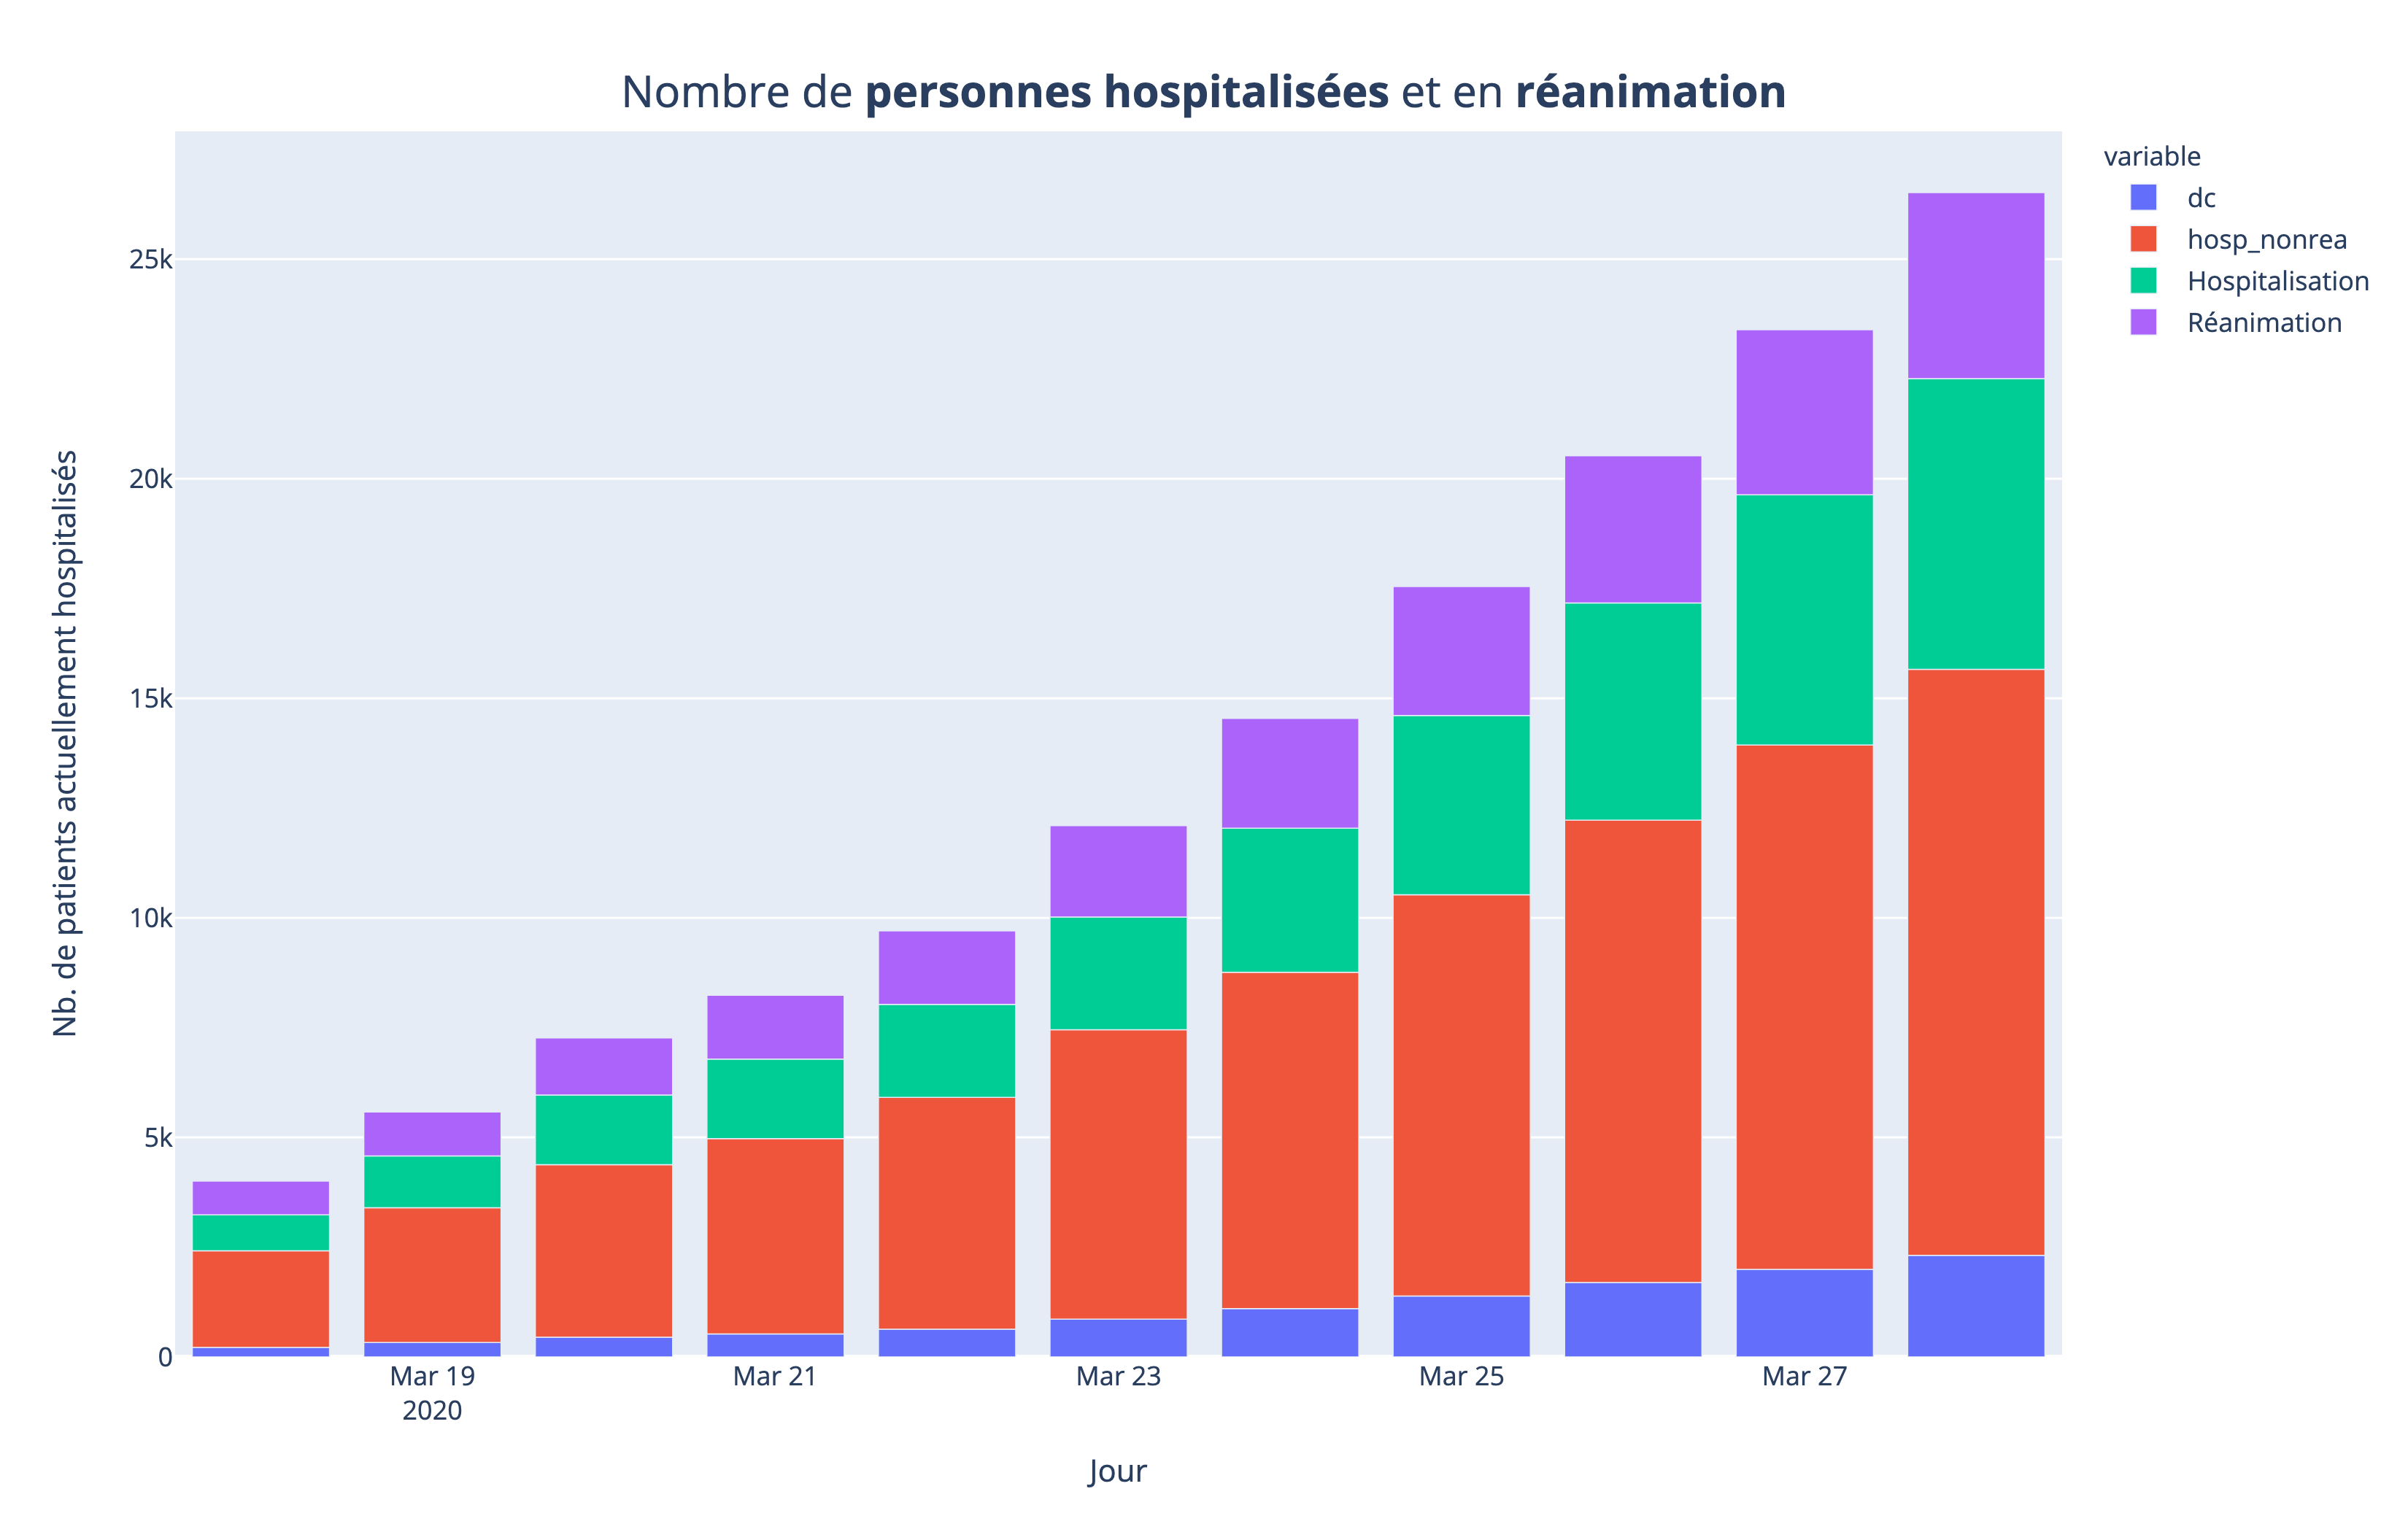 Nombre de personnes hospitalisées et en réanimation
variable
dc
hosp_nonrea
Hospitalisation
Réanimation
Nb. de patients actuellement hospitalisés
25k
20k
15k
10k
5k
0
Mar 19
2020
Mar 21
Mar 23
Mar 25
Mar 27
Jour